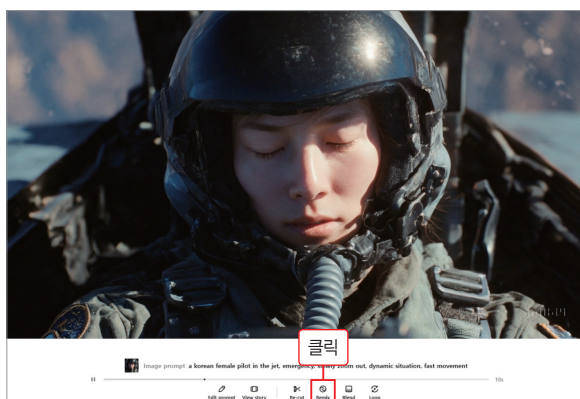 클릭
Image prompt a korean female pilot in the jet, emergency, slowly zoom out, dynamic situation, fast movement
10s
Edit prompt View story Re-cut Remix Blend Loop